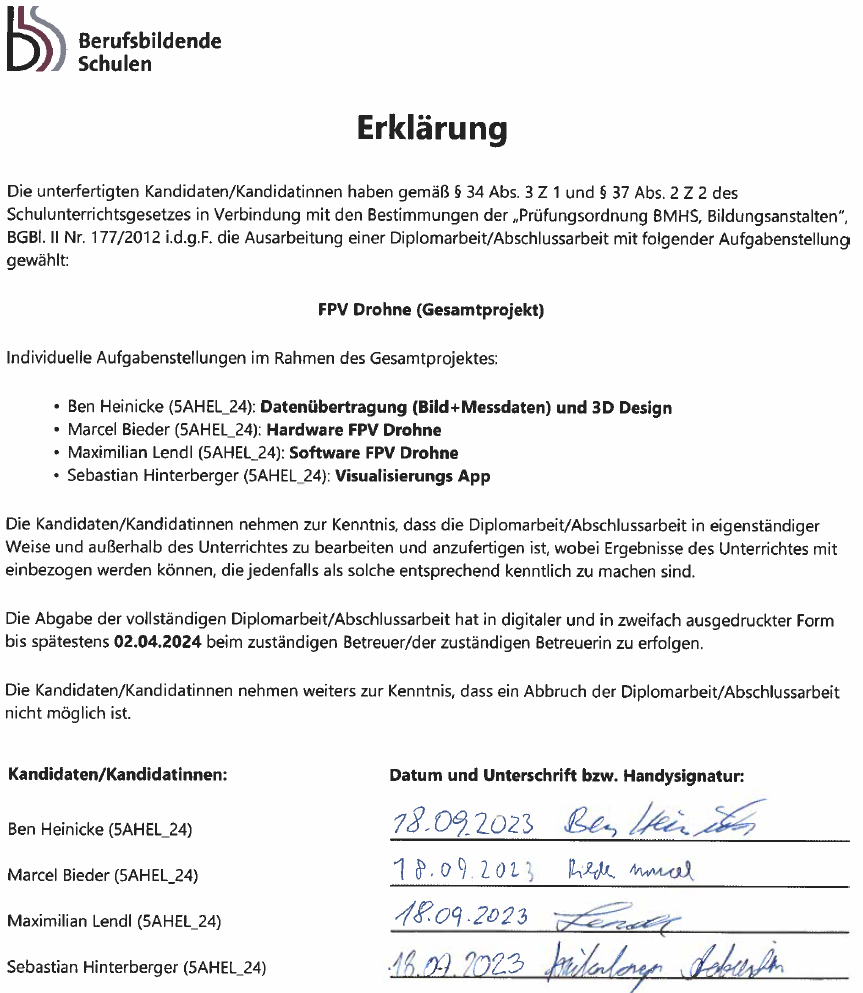 Berufsbildende
Schulen
Erklärung
Die unterfertigten Kandidaten/Kandidatinnen haben gemäß § 34 Abs. 3 Z 1 und § 37 Abs. 2 Z 2 des
Schulunterrichtsgesetzes in Verbindung mit den Bestimmungen der „Prüfungsordnung BMHS, Bildungsanstalten",
BGBl. II Nr. 177/2012 i.d.g.F. die Ausarbeitung einer Diplomarbeit/Abschlussarbeit mit folgender Aufgabenstellung
gewählt:
FPV Drohne (Gesamtprojekt)
Individuelle Aufgabenstellungen im Rahmen des Gesamtprojektes:
• Ben Heinicke (5AHEL_24): Datenübertragung (Bild+Messdaten) und 3D Design
• Marcel Bieder (5AHEL_24): Hardware FPV Drohne
• Maximilian Lendl (5AHEL_24): Software FPV Drohne
• Sebastian Hinterberger (5AHEL_24): Visualisierungs App
Die Kandidaten/Kandidatinnen nehmen zur Kenntnis, dass die Diplomarbeit/Abschlussarbeit in eigenständiger
Weise und außerhalb des Unterrichtes zu bearbeiten und anzufertigen ist, wobei Ergebnisse des Unterrichtes mit
einbezogen werden können, die jedenfalls als solche entsprechend kenntlich zu machen sind.
Die Abgabe der vollständigen Diplomarbeit/Abschlussarbeit hat in digitaler und in zweifach ausgedruckter Form
bis spätestens 02.04.2024 beim zuständigen Betreuer/der zuständigen Betreuerin zu erfolgen.
Die Kandidaten/Kandidatinnen nehmen weiters zur Kenntnis, dass ein Abbruch der Diplomarbeit/Abschlussarbeit
nicht möglich ist.
Kandidaten/Kandidatinnen: Datum und Unterschrift bzw. Handysignatur:
Ben Heinicke (5AHEL_24) 18.09.2023 Ben Heinicke
Marcel Bieder (5AHEL_24) 18.09.2023 Bieder Marcel
Maximilian Lendl (5AHEL_24) 18.09.2023 Lendl
Sebastian Hinterberger (5AHEL_24) 18.09.2023 Hinterberger Sebastian